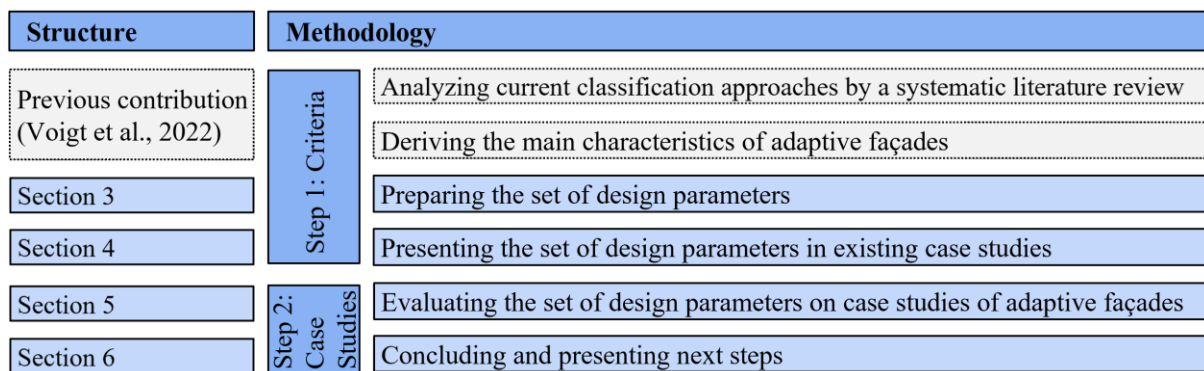 Structure
Methodology
Previous contribution
(Voigt et al., 2022)
Step 1: Criteria
Analyzing current classification approaches by a systematic literature review
Deriving the main characteristics of adaptive façades
Section 3
Preparing the set of design parameters
Section 4
Presenting the set of design parameters in existing case studies
Step 2:
Case
Studies
Section 5
Evaluating the set of design parameters on case studies of adaptive façades
Section 6
Concluding and presenting next steps